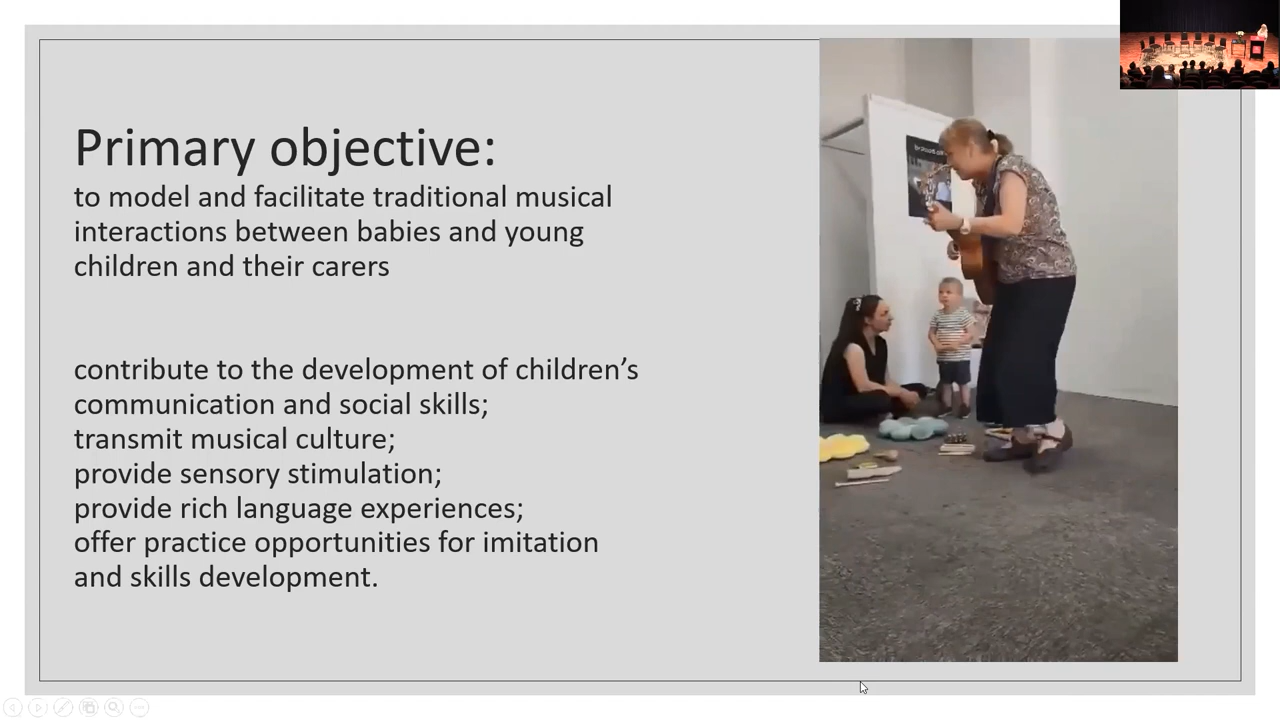 Primary objective:
to model and facilitate traditional musical
interactions between babies and young
children and their carers
contribute to the development of children’s
communication and social skills;
transmit musical culture;
provide sensory stimulation;
provide rich language experiences;
offer practice opportunities for imitation
and skills development.